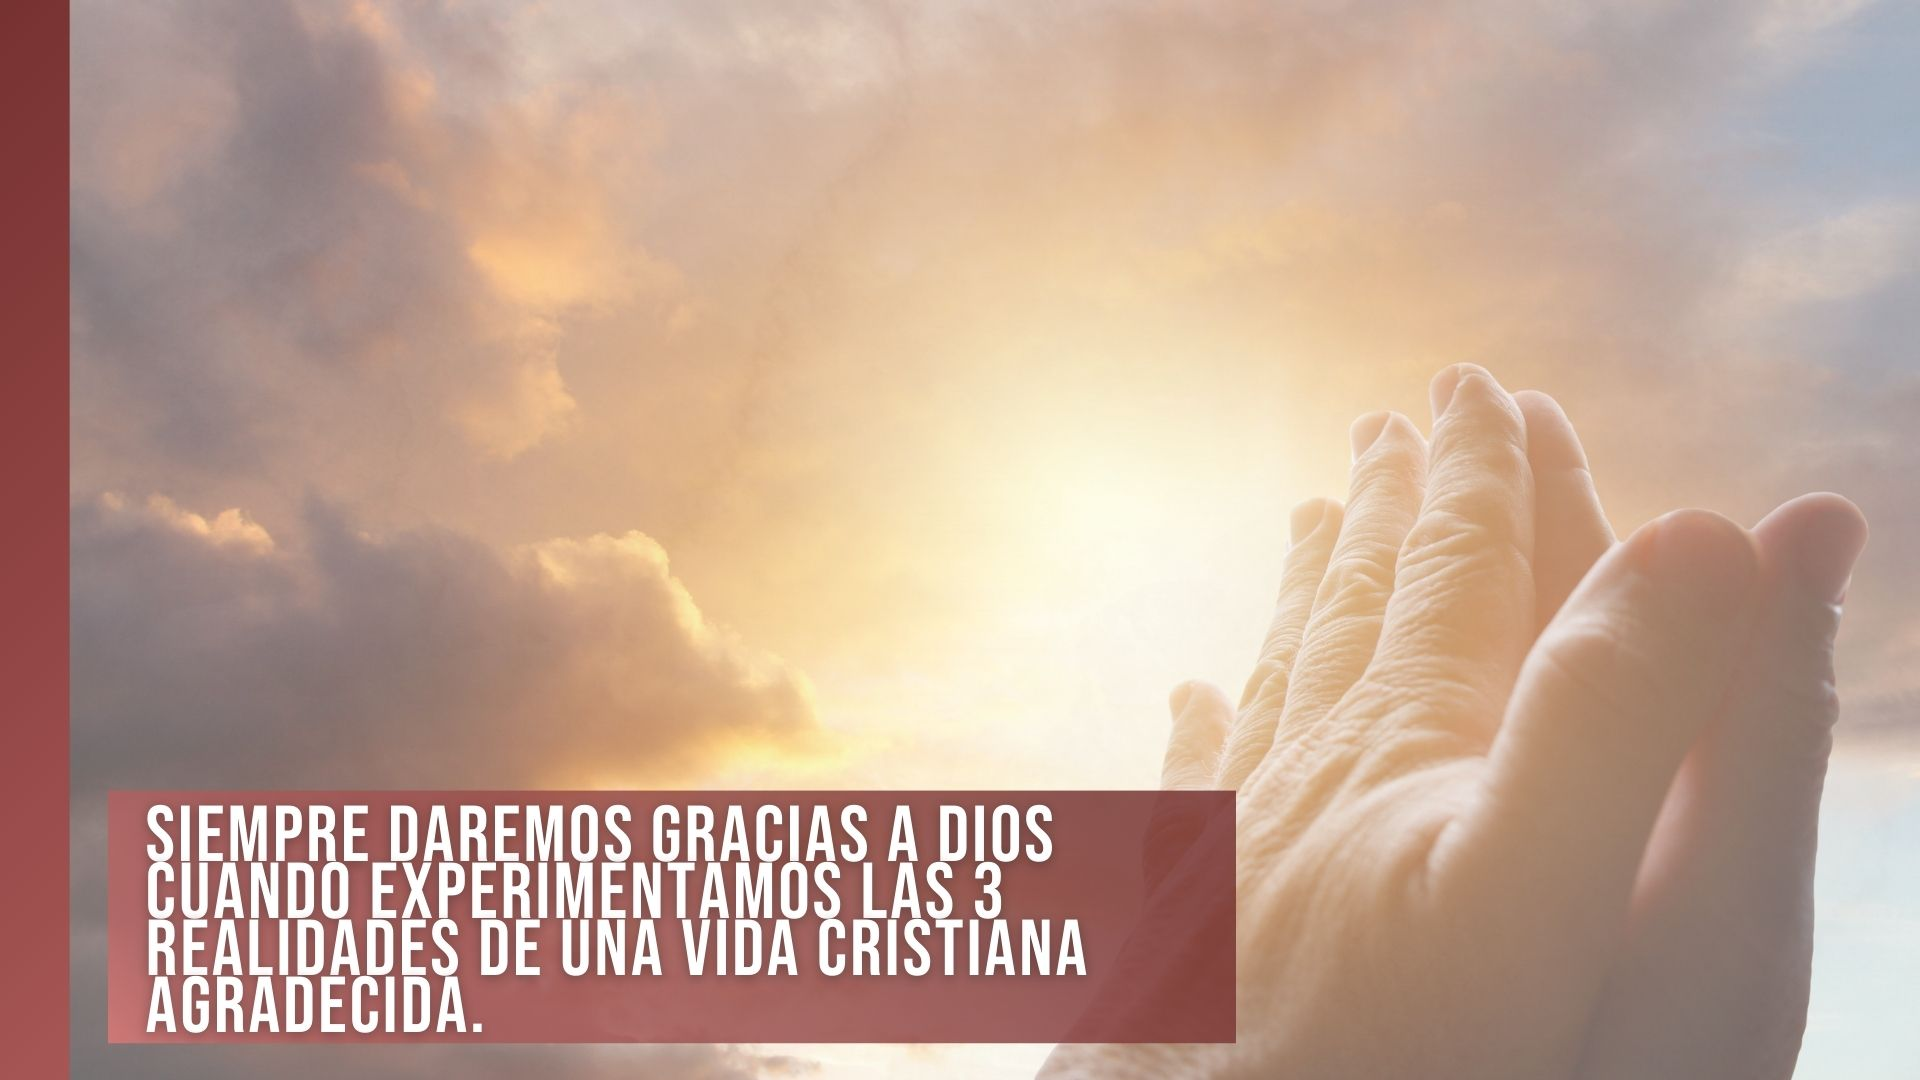 SIEMPRE DAREMOS GRACIAS A DIOS
CUANDO EXPERIMENTAMOS LAS 3
REALIDADES DE UNA VIDA CRISTIANA
AGRADECIDA.